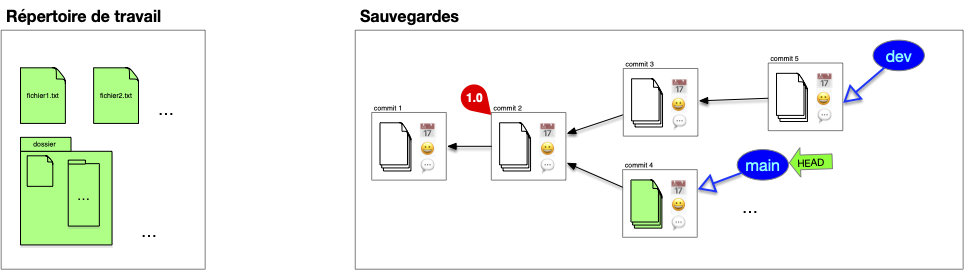 Répertoire de travail
fichier1.txt
fichier2.txt
...
dossier
...
...
Sauvegardes
commit 1
17
1.0
commit 2
17
commit 3
17
commit 5
17
dev
commit 4
17
main
HEAD
...